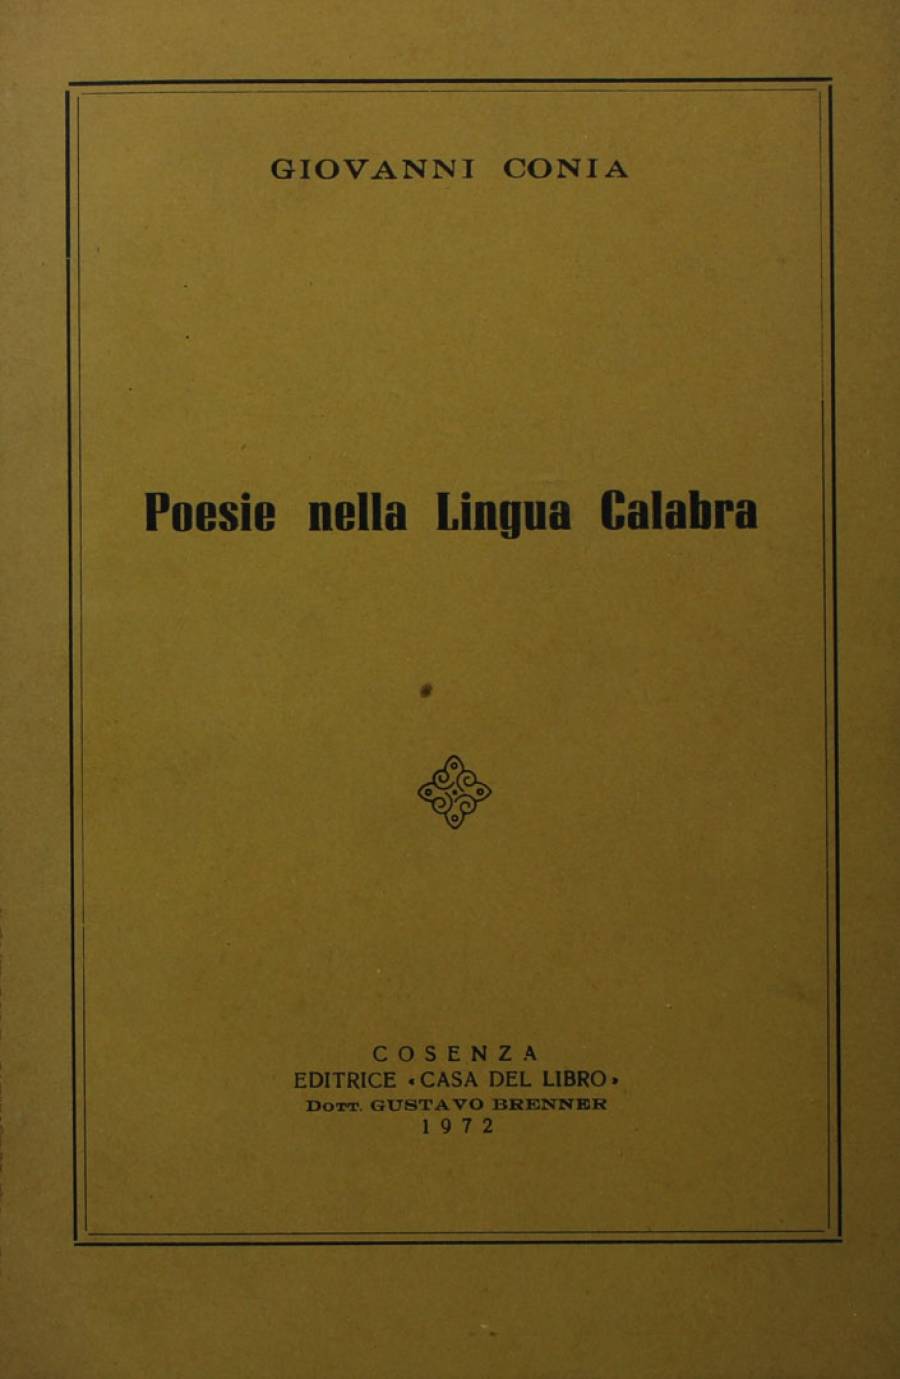 GIOVANNI CONIA
Poesie nella Lingua Calabra
COSENZA
EDITRICE «CASA DEL LIBRO»
DOTT. GUSTAVO BRENNER
1972